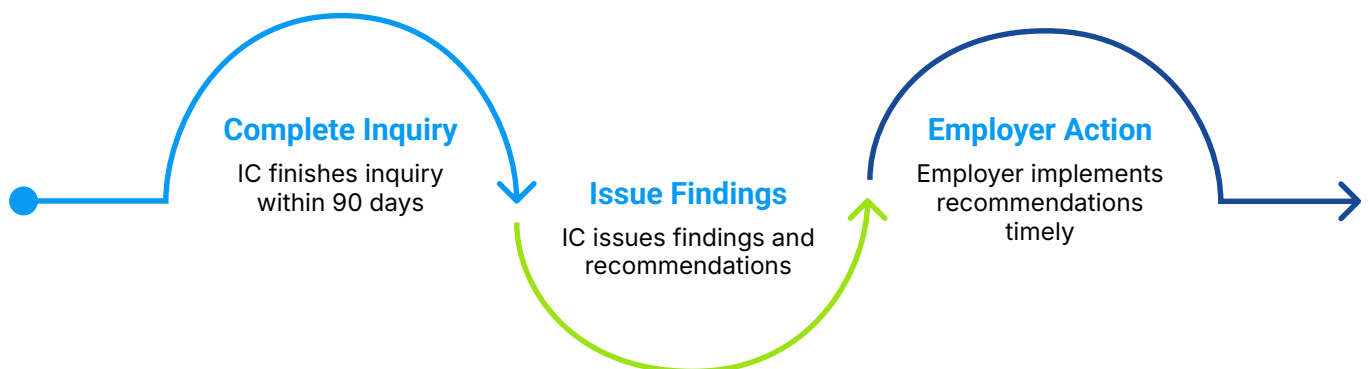 Complete Inquiry
IC finishes inquiry
within 90 days
Issue Findings
IC issues findings and
recommendations
Employer Action
Employer implements
recommendations
timely